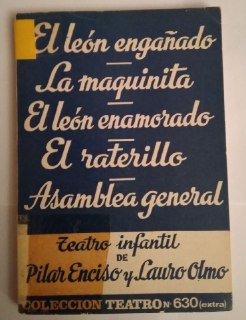 El león engañado
La maquinita
El león enamorado
El raterillo
Asamblea general
Teatro infantil
DE
Pilar Enciso y Lauro Olmo
COLECCION TEATRO Nº 630 (extra)